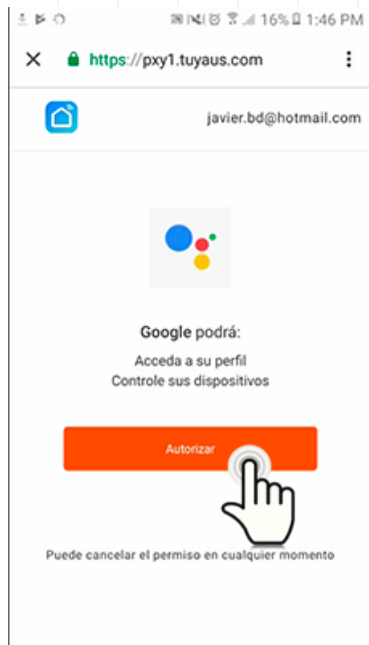 16% 1:46 PM
https://pxy1.tuyaus.com
javier.bd@hotmail.com
Google podrá:
Acceda a su perfil
Controle sus dispositivos
Autorizar
Puede cancelar el permiso en cualquier momento